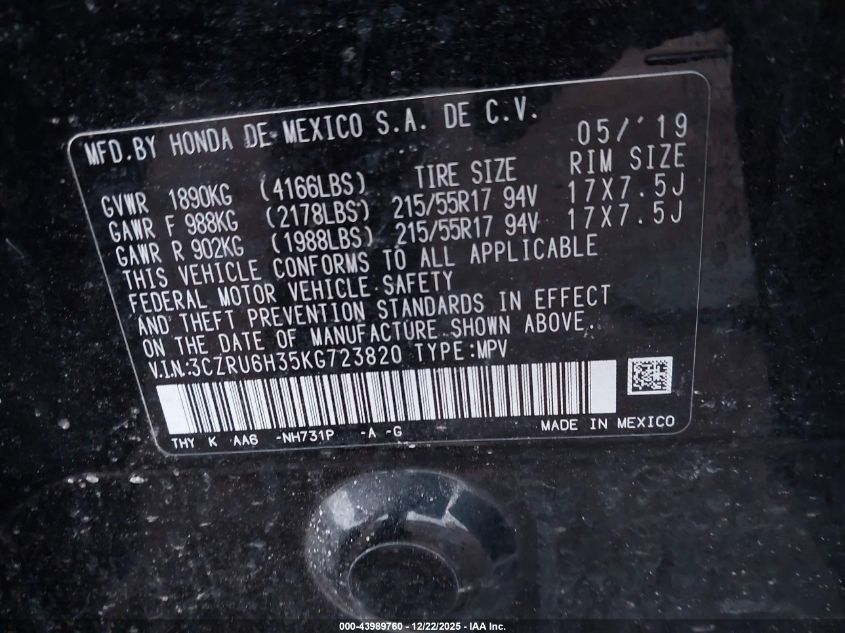 MFD.BY HONDA DE MEXICO S.A. DE C.V. 05/'19
TIRE SIZE RIM SIZE
GVWR 1890KG (4166LBS)
GAWR F 988KG (2178LBS) 215/55R17 94V 17X7.5J
GAWR R 902KG (1988LBS) 215/55R17 94V 17X7.5J
THIS VEHICLE CONFORMS TO ALL APPLICABLE
FEDERAL MOTOR VEHICLE SAFETY
AND THEFT PREVENTION STANDARDS IN EFFECT
ON THE DATE OF MANUFACTURE SHOWN ABOVE.
V.I.N:3CZRU6H35KG723820 TYPE:MPV
THY K AA6 -NH731P -A -G MADE IN MEXICO
000-43989760 - 12/22/2025 - IAA Inc.